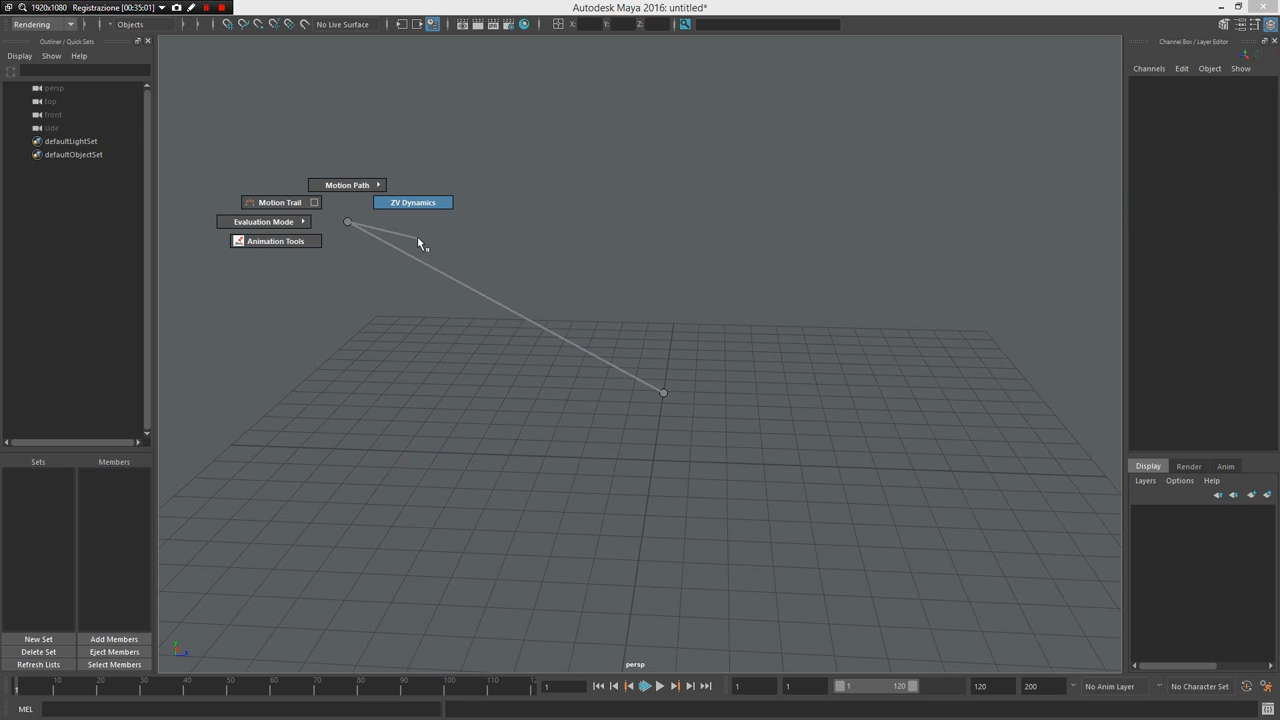 1920x1080 Registrazione [00:35:01]
Autodesk Maya 2016: untitled*
Rendering
Objects
No Live Surface
X:
Y:
Z:
Outliner / Quick Sets
Display Show Help
persp
top
front
side
defaultLightSet
defaultObjectSet
Sets Members
New Set Add Members
Delete Set Eject Members
Refresh Lists Select Members
Motion Path
Motion Trail
ZV Dynamics
Evaluation Mode
Animation Tools
persp
Channel Box / Layer Editor
Channels Edit Object Show
Display Render Anim
Layers Options Help
10 20 30 40 50 60 70 80 90 100 110 12
1
1
1
1
1 120
120
200
No Anim Layer
No Character Set
MEL